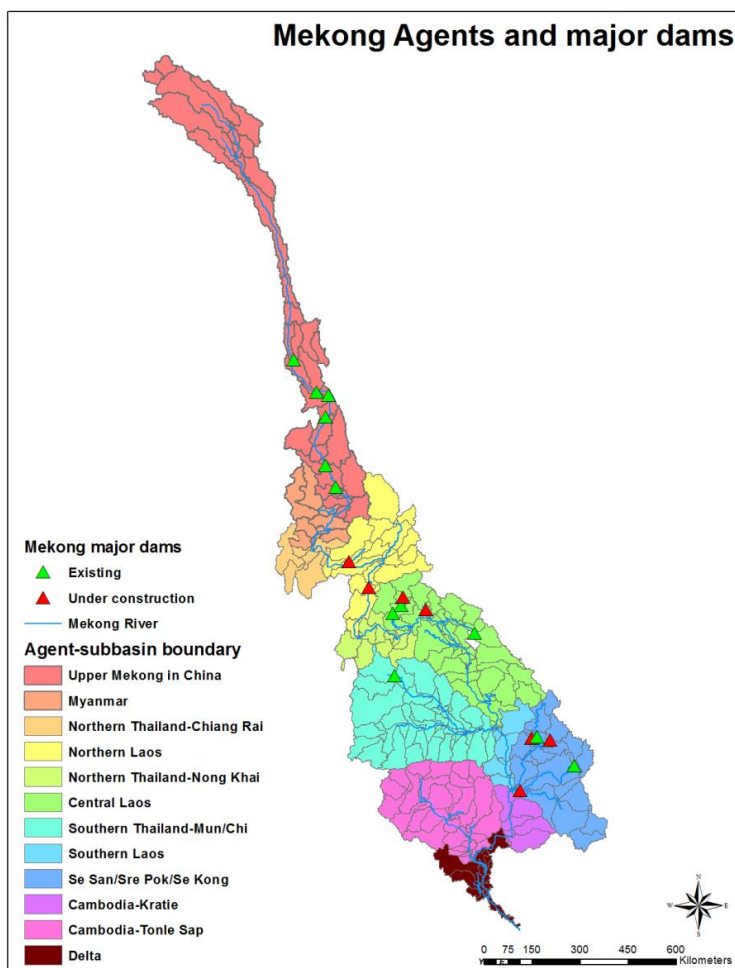 Mekong Agents and major dams
Mekong major dams
Existing
Under construction
Mekong River
Agent-subbasin boundary
Upper Mekong in China
Myanmar
Northern Thailand-Chiang Rai
Northern Laos
Northern Thailand-Nong Khai
Central Laos
Southern Thailand-Mun/Chi
Southern Laos
Se San/Sre Pok/Se Kong
Cambodia-Kratie
Cambodia-Tonle Sap
Delta
N
W E
S
0 75 150 300 450 600
Kilometers